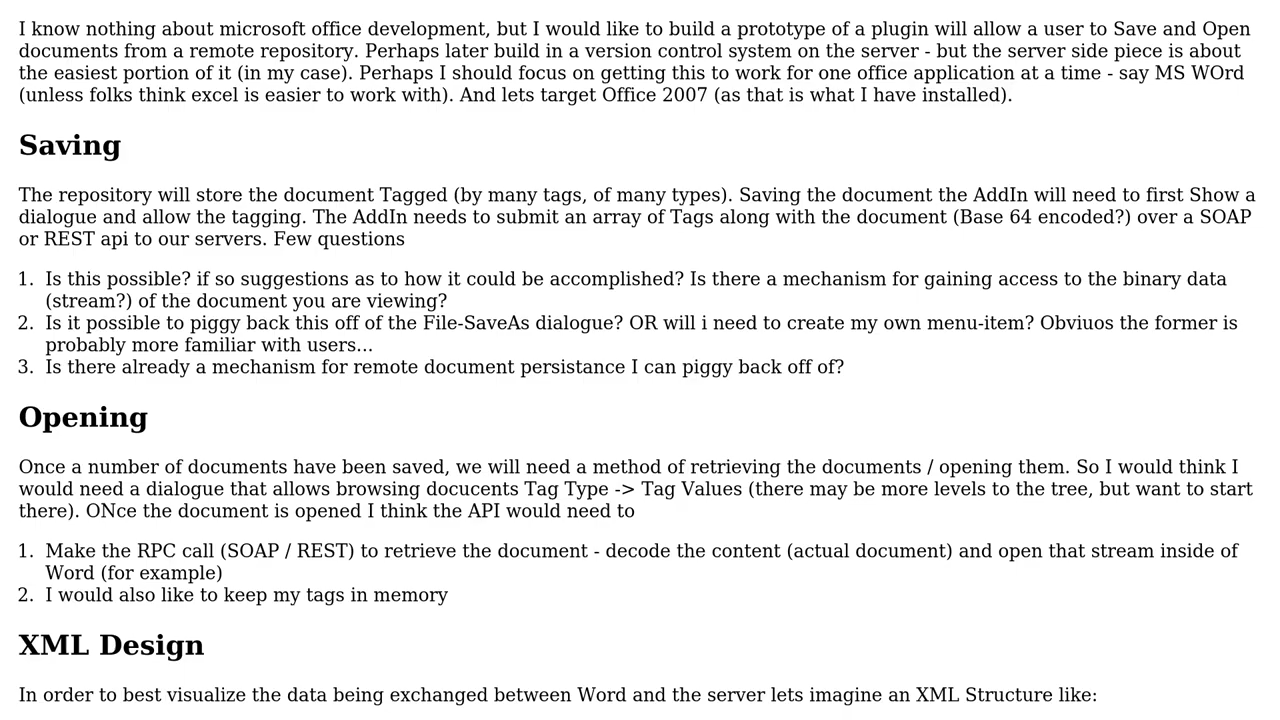 I know nothing about microsoft office development, but I would like to build a prototype of a plugin will allow a user to Save and Open
documents from a remote repository. Perhaps later build in a version control system on the server - but the server side piece is about
the easiest portion of it (in my case). Perhaps I should focus on getting this to work for one office application at a time - say MS WOrd
(unless folks think excel is easier to work with). And lets target Office 2007 (as that is what I have installed).
Saving
The repository will store the document Tagged (by many tags, of many types). Saving the document the AddIn will need to first Show a
dialogue and allow the tagging. The AddIn needs to submit an array of Tags along with the document (Base 64 encoded?) over a SOAP
or REST api to our servers. Few questions
1. Is this possible? if so suggestions as to how it could be accomplished? Is there a mechanism for gaining access to the binary data
(stream?) of the document you are viewing?
2. Is it possible to piggy back this off of the File-SaveAs dialogue? OR will i need to create my own menu-item? Obviuos the former is
probably more familiar with users...
3. Is there already a mechanism for remote document persistance I can piggy back off of?
Opening
Once a number of documents have been saved, we will need a method of retrieving the documents / opening them. So I would think I
would need a dialogue that allows browsing docucents Tag Type -> Tag Values (there may be more levels to the tree, but want to start
there). ONce the document is opened I think the API would need to
1. Make the RPC call (SOAP / REST) to retrieve the document - decode the content (actual document) and open that stream inside of
Word (for example)
2. I would also like to keep my tags in memory
XML Design
In order to best visualize the data being exchanged between Word and the server lets imagine an XML Structure like: